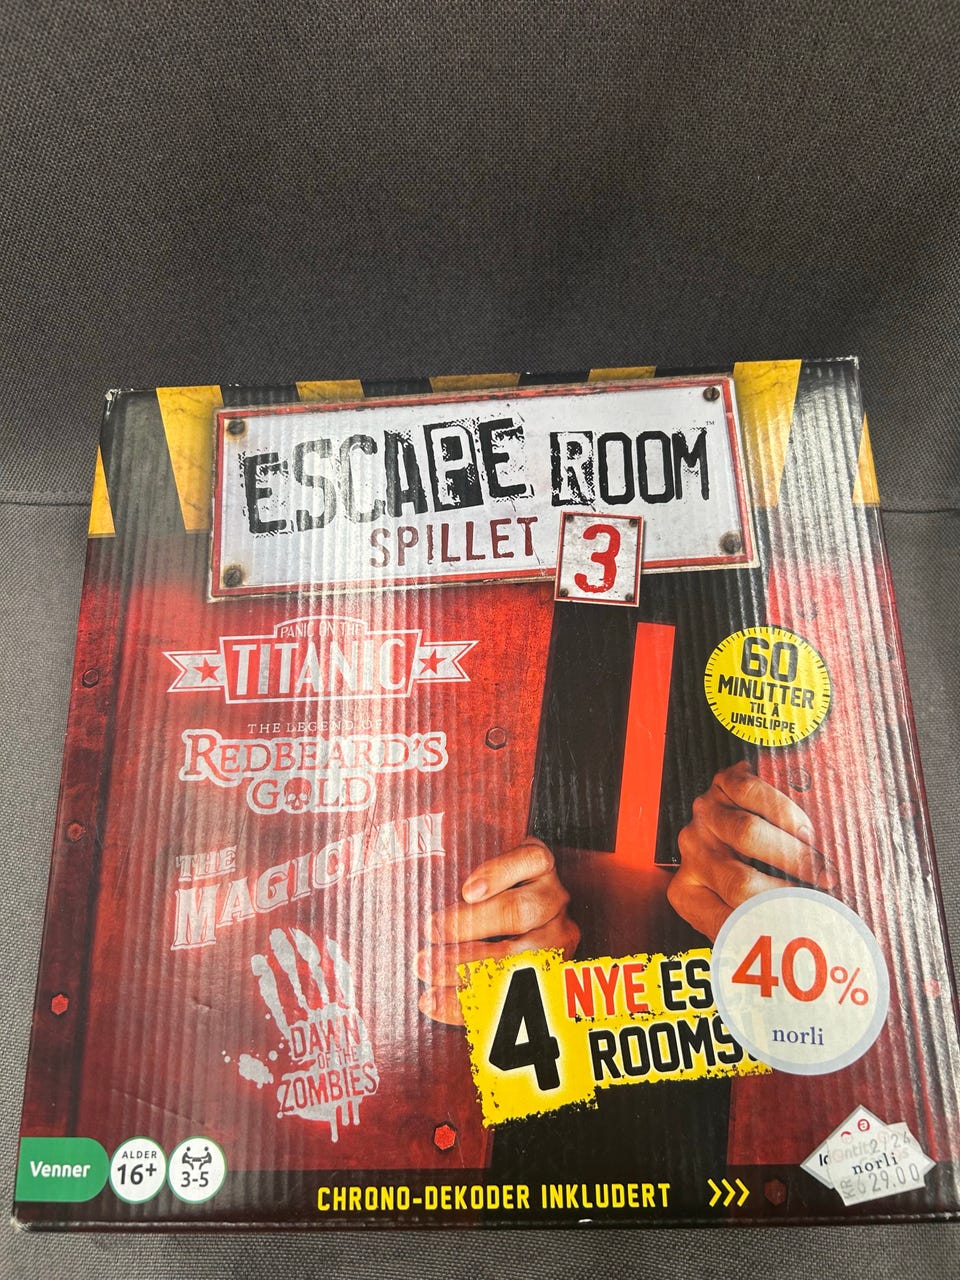 ESCAPE ROOM™
SPILLET 3
PANIC ON THE
TITANIC
THE LEGEND OF
REDBEARD'S
GOLD
THE
MAGICIAN
DAWN
OF THE
ZOMBIES
60
MINUTTER
TIL Å
UNNSLIPPE
4 NYE ES
ROOMS!
40%
norli
Venner
ALDER
16+
3-5
CHRONO-DEKODER INKLUDERT >>>
norli
KR 629.00